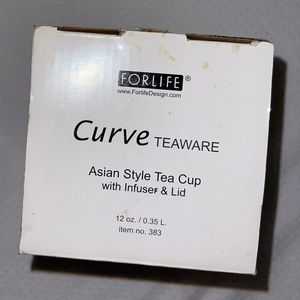 FORLIFE®
www.ForlifeDesign.com
Curve TEAWARE
Asian Style Tea Cup
with Infuser & Lid
12 oz. / 0.35 L.
item no. 383